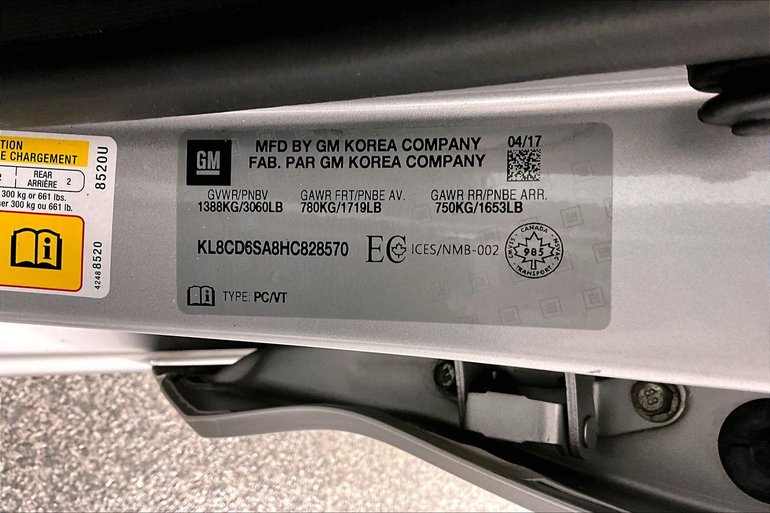 TION
E CHARGEMENT
2
REAR
ARRIÈRE 2
300 kg or 661 lbs.
ser 300 kg ou 661 lb.
8520U
4248 8520
GM
MFD BY GM KOREA COMPANY
FAB. PAR GM KOREA COMPANY
04/17
GVWR/PNBV GAWR FRT/PNBE AV. GAWR RR/PNBE ARR.
1388KG/3060LB 780KG/1719LB 750KG/1653LB
KL8CD6SA8HC828570 EC ICES/NMB-002
CANADA
985
TRANSPORT
TYPE: PC/VT